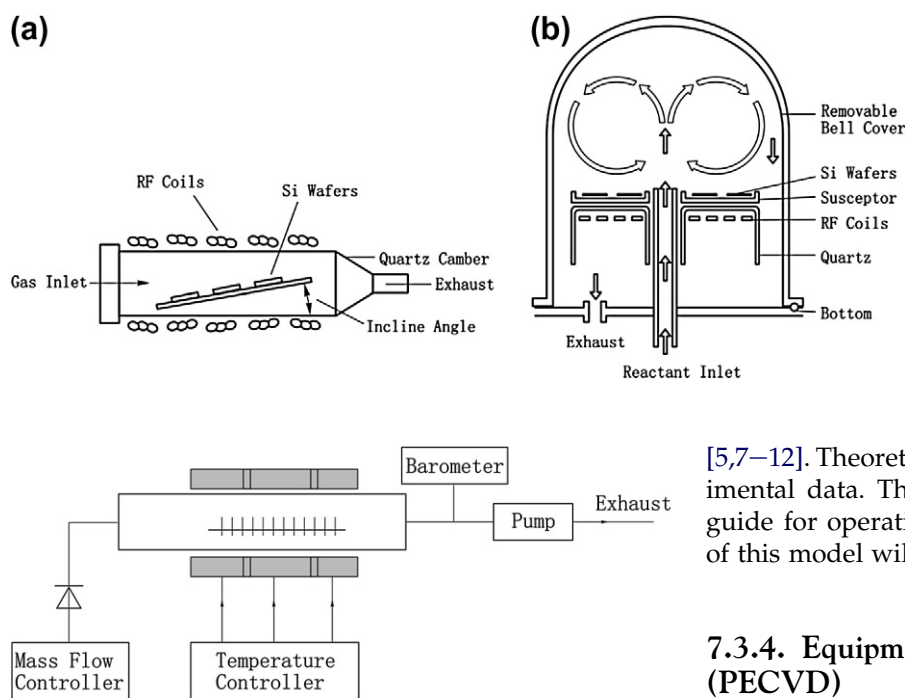 (a)
RF Coils
Si Wafers
Gas Inlet
Quartz Camber
Exhaust
Incline Angle
(b)
Removable
Bell Cover
Si Wafers
Susceptor
RF Coils
Quartz
Bottom
Exhaust
Reactant Inlet
Barometer
Pump
Exhaust
Mass Flow
Controller
Temperature
Controller
[5,7–12]. Theoret
imental data. Th
guide for operati
of this model wil
7.3.4. Equipm
(PECVD)